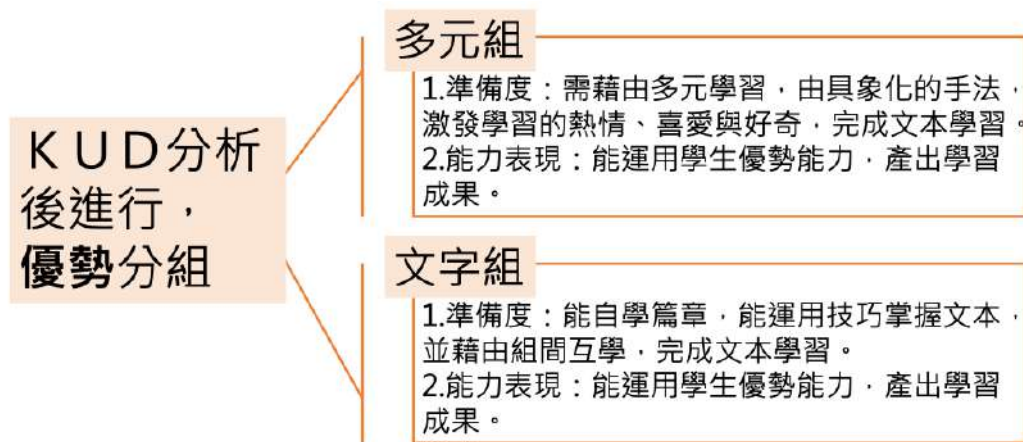 ＫＵＤ分析
後進行，
優勢分組
多元組
1.準備度：需藉由多元學習，由具象化的手法，
激發學習的熱情、喜愛與好奇，完成文本學習。
2.能力表現：能運用學生優勢能力，產出學習
成果。
文字組
1.準備度：能自學篇章，能運用技巧掌握文本，
並藉由組間互學，完成文本學習。
2.能力表現：能運用學生優勢能力，產出學習
成果。